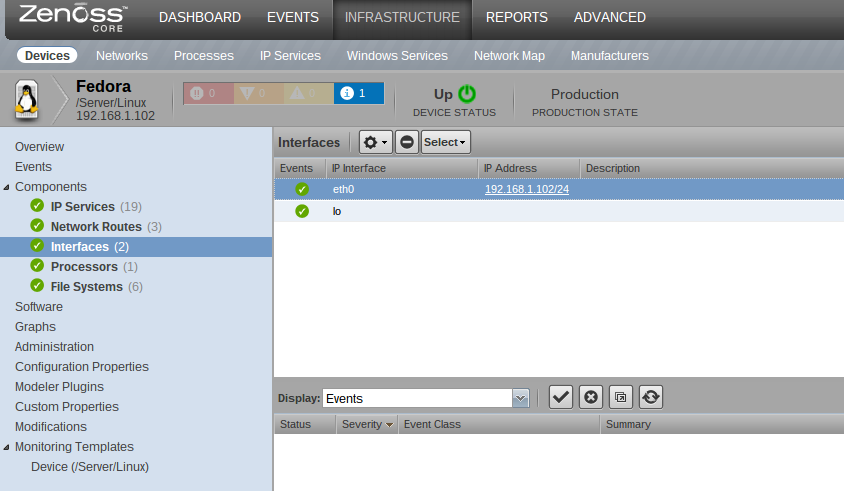 Zenoss™ CORE
DASHBOARD EVENTS INFRASTRUCTURE REPORTS ADVANCED
Devices Networks Processes IP Services Windows Services Network Map Manufacturers
Fedora
/Server/Linux
192.168.1.102
0 0 0 1
Up
DEVICE STATUS
Production
PRODUCTION STATE
Overview
Events
Components
IP Services (19)
Network Routes (3)
Interfaces (2)
Processors (1)
File Systems (6)
Software
Graphs
Administration
Configuration Properties
Modeler Plugins
Custom Properties
Modifications
Monitoring Templates
Device (/Server/Linux)
Interfaces Select
Events IP Interface IP Address Description
eth0 192.168.1.102/24
lo
Display: Events
Status Severity Event Class Summary